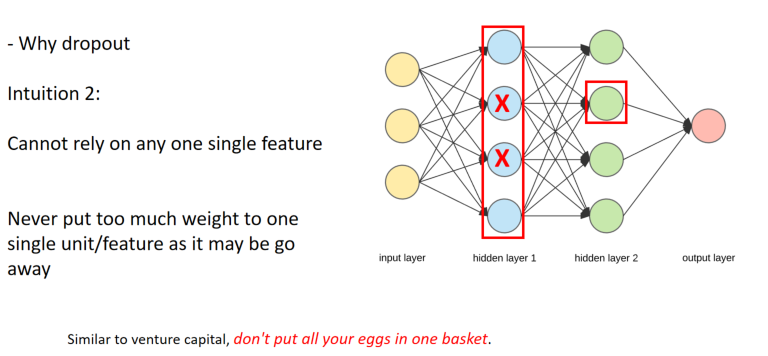 - Why dropout
Intuition 2:
Cannot rely on any one single feature
Never put too much weight to one
single unit/feature as it may be go
away
X
X
input layer
hidden layer 1
hidden layer 2
output layer
Similar to venture capital, don't put all your eggs in one basket.